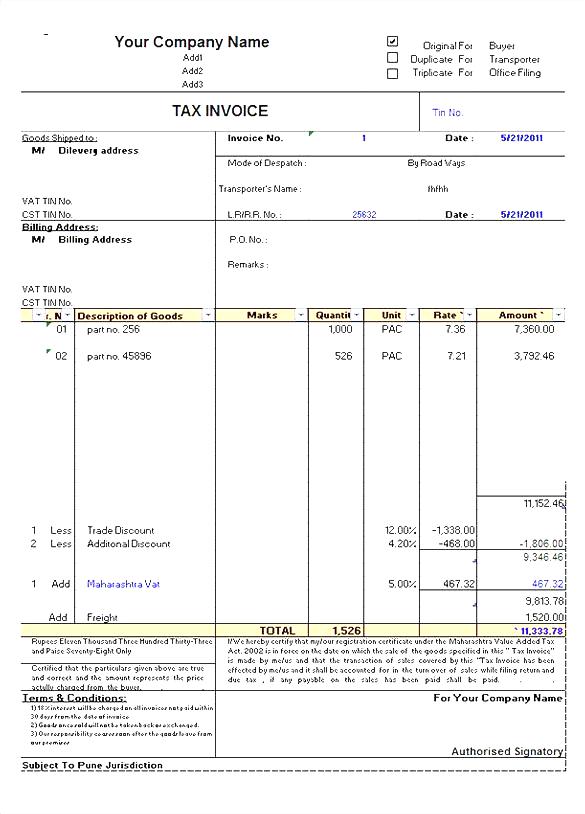 Your Company Name
Add1
Add2
Add3
Original For Buyer
Duplicate For Transporter
Triplicate For Office Filing
TAX INVOICE
Tin No.
Goods Shipped to :
M/ Dilevery address
VAT TIN No.
CST TIN No.
Invoice No. 1 Date : 5/21/2011
Mode of Despatch : By Road Ways
Transporter's Name : fhfhh
L.R/R.R. No. : 25632 Date : 5/21/2011
Billing Address:
M/ Billing Address
VAT TIN No.
CST TIN No.
P.O. No. :
Remarks :
r. N Description of Goods Marks Quantit Unit Rate ` Amount `
01 part no. 256 1,000 PAC 7.36 7,360.00
02 part no. 45896 526 PAC 7.21 3,792.46
11,152.46
1 Less Trade Discount 12.00% -1,338.00
2 Less Additonal Discount 4.20% -468.00 -1,806.00
9,346.46
1 Add Maharashtra Vat 5.00% 467.32 467.32
9,813.78
Add Freight 1,520.00
TOTAL 1,526 ` 11,333.78
Rupees Eleven Thousand Three Hundred Thirty-Three
and Paise Seventy-Eight Only
Certified that the particulars given above are true
and correct and the amount represents the price
actully charged from the buyer.
I/We hereby certify that my/our registration certificate under the Maharashtra Value Added Tax
Act. 2002 is in force on the date on which the sale of the goods specified in this " Tax Invoice"
is made by me/us and that the transaction of sales covered by this "Tax Invoice has been
effected by me/us and it shall be accounted for in the turnover of sales while filing return and
due tax , if any payable on the sales has been paid shall be paid.
Terms & Conditions:
1) 18% interest will be charged on all invoices not paid within
30 days from the date of invoice
2) Goods once sold will not be taken back or exchanged.
3) Our responsibility ceases soon after the goods leave from
our premises
For Your Company Name
Authorised Signatory
Subject To Pune Jurisdiction